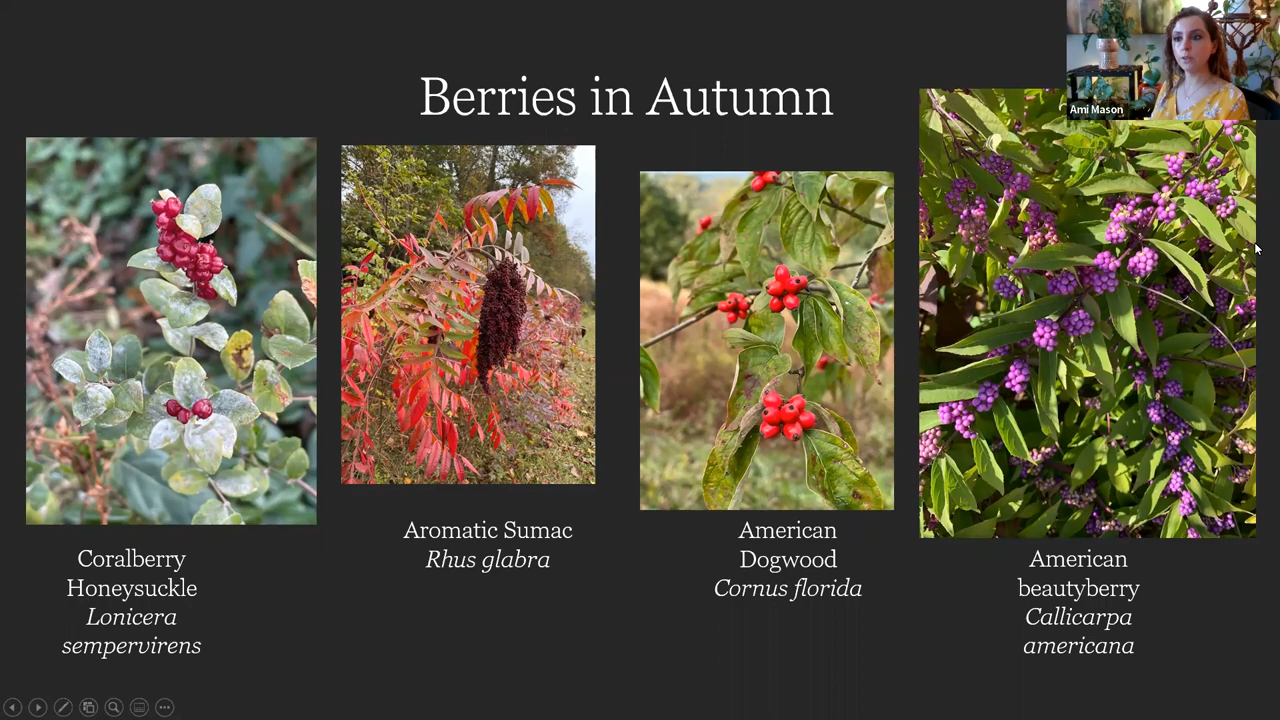 Ami Mason
Berries in Autumn
Coralberry
Honeysuckle
Lonicera
sempervirens
Aromatic Sumac
Rhus glabra
American
Dogwood
Cornus florida
American
beautyberry
Callicarpa
americana